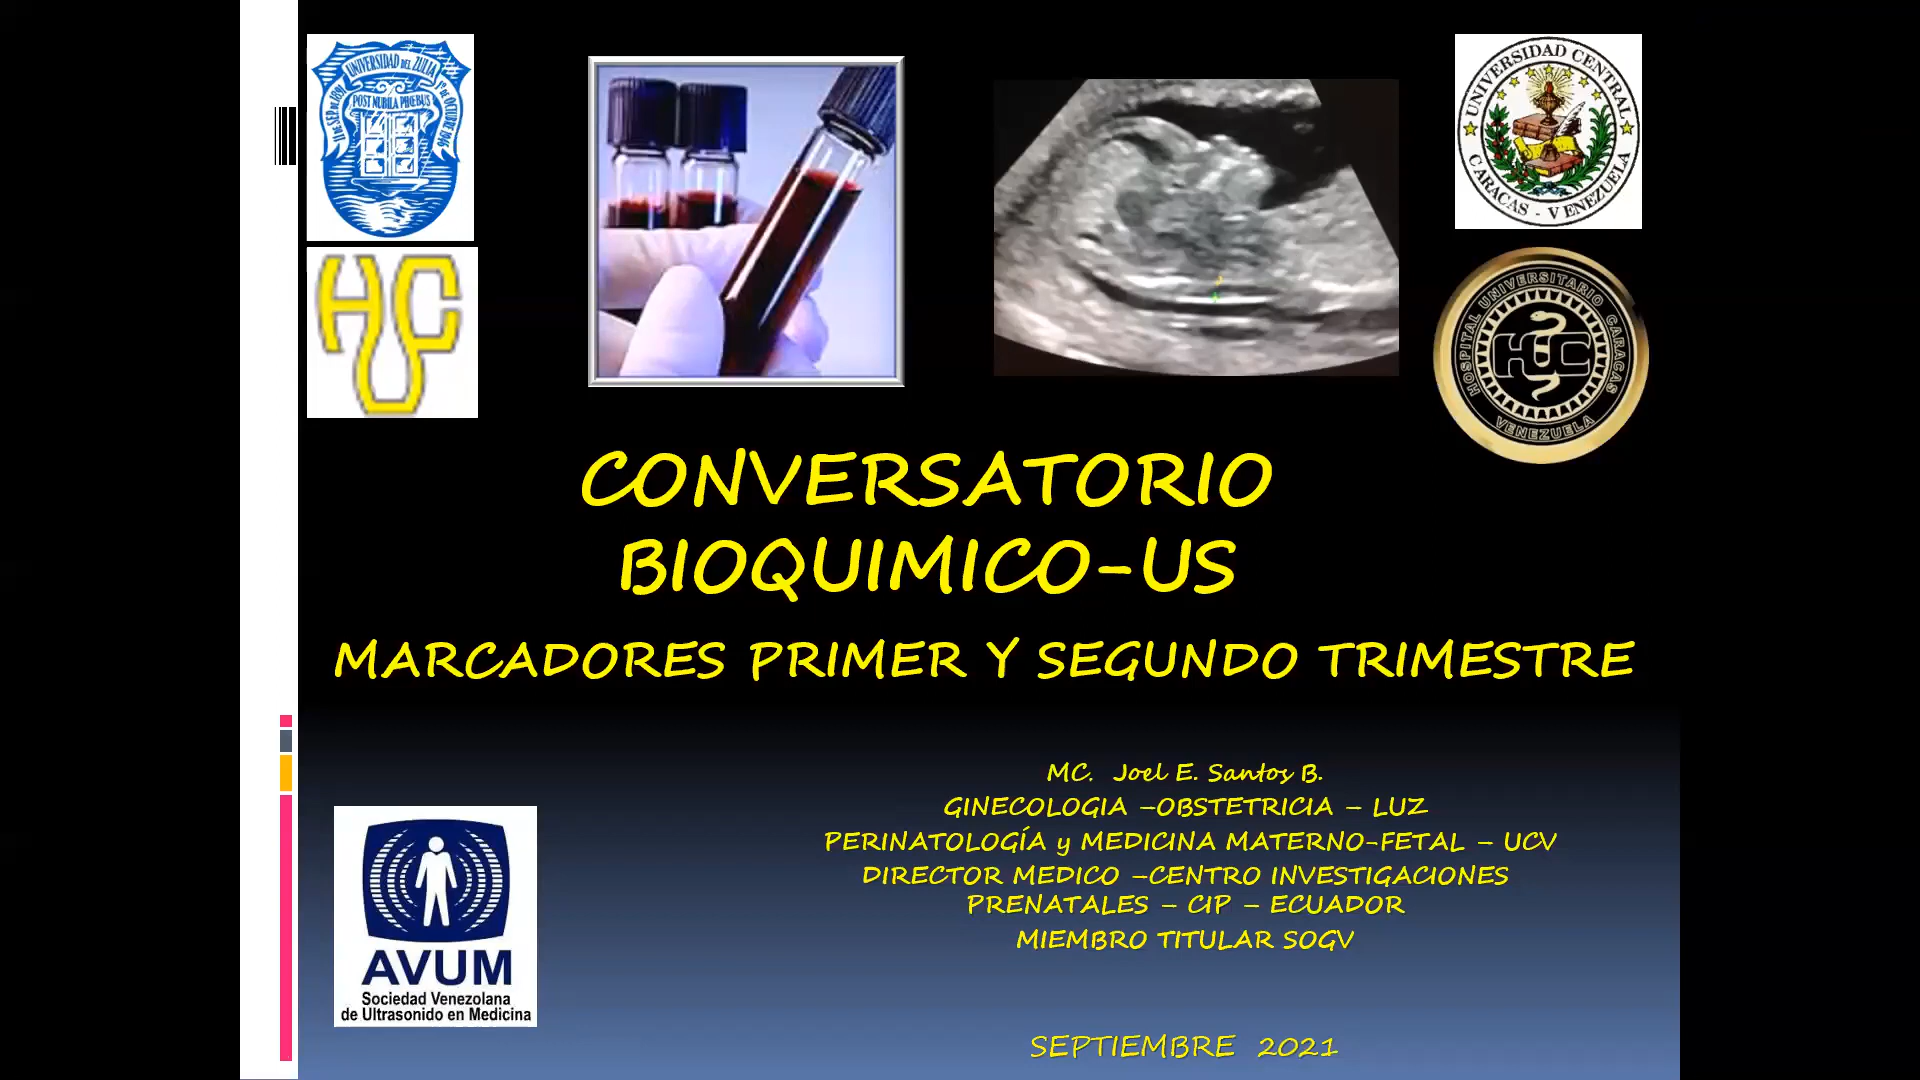 UNIVERSIDAD DEL ZULIA
POST NUBILA PHOEBUS
UNIVERSIDAD CENTRAL
CARACAS - VENEZUELA
HUC
HOSPITAL UNIVERSITARIO CARACAS
HUC
VENEZUELA
CONVERSATORIO
BIOQUIMICO-US
MARCADORES PRIMER Y SEGUNDO TRIMESTRE
MC. Joel E. Santos B.
GINECOLOGIA –OBSTETRICIA – LUZ
PERINATOLOGÍA y MEDICINA MATERNO-FETAL – UCV
DIRECTOR MEDICO –CENTRO INVESTIGACIONES
PRENATALES – CIP – ECUADOR
MIEMBRO TITULAR SOGV
AVUM
Sociedad Venezolana
de Ultrasonido en Medicina
SEPTIEMBRE 2021